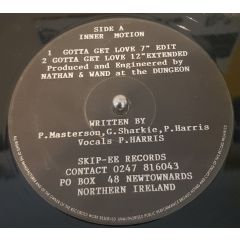 SIDE A
INNER MOTION
1 GOTTA GET LOVE 7" EDIT
2 GOTTA GET LOVE 12"EXTENDED
Produced and Engineered by
NATHAN & WAND at the DUNGEON
WRITTEN BY
P.Masterson,G.Sharkie,P.Harris
Vocals P.HARRIS
SKIP-EE RECORDS
CONTACT 0247 816043
PO BOX 48 NEWTOWNARDS
NORTHERN IRELAND